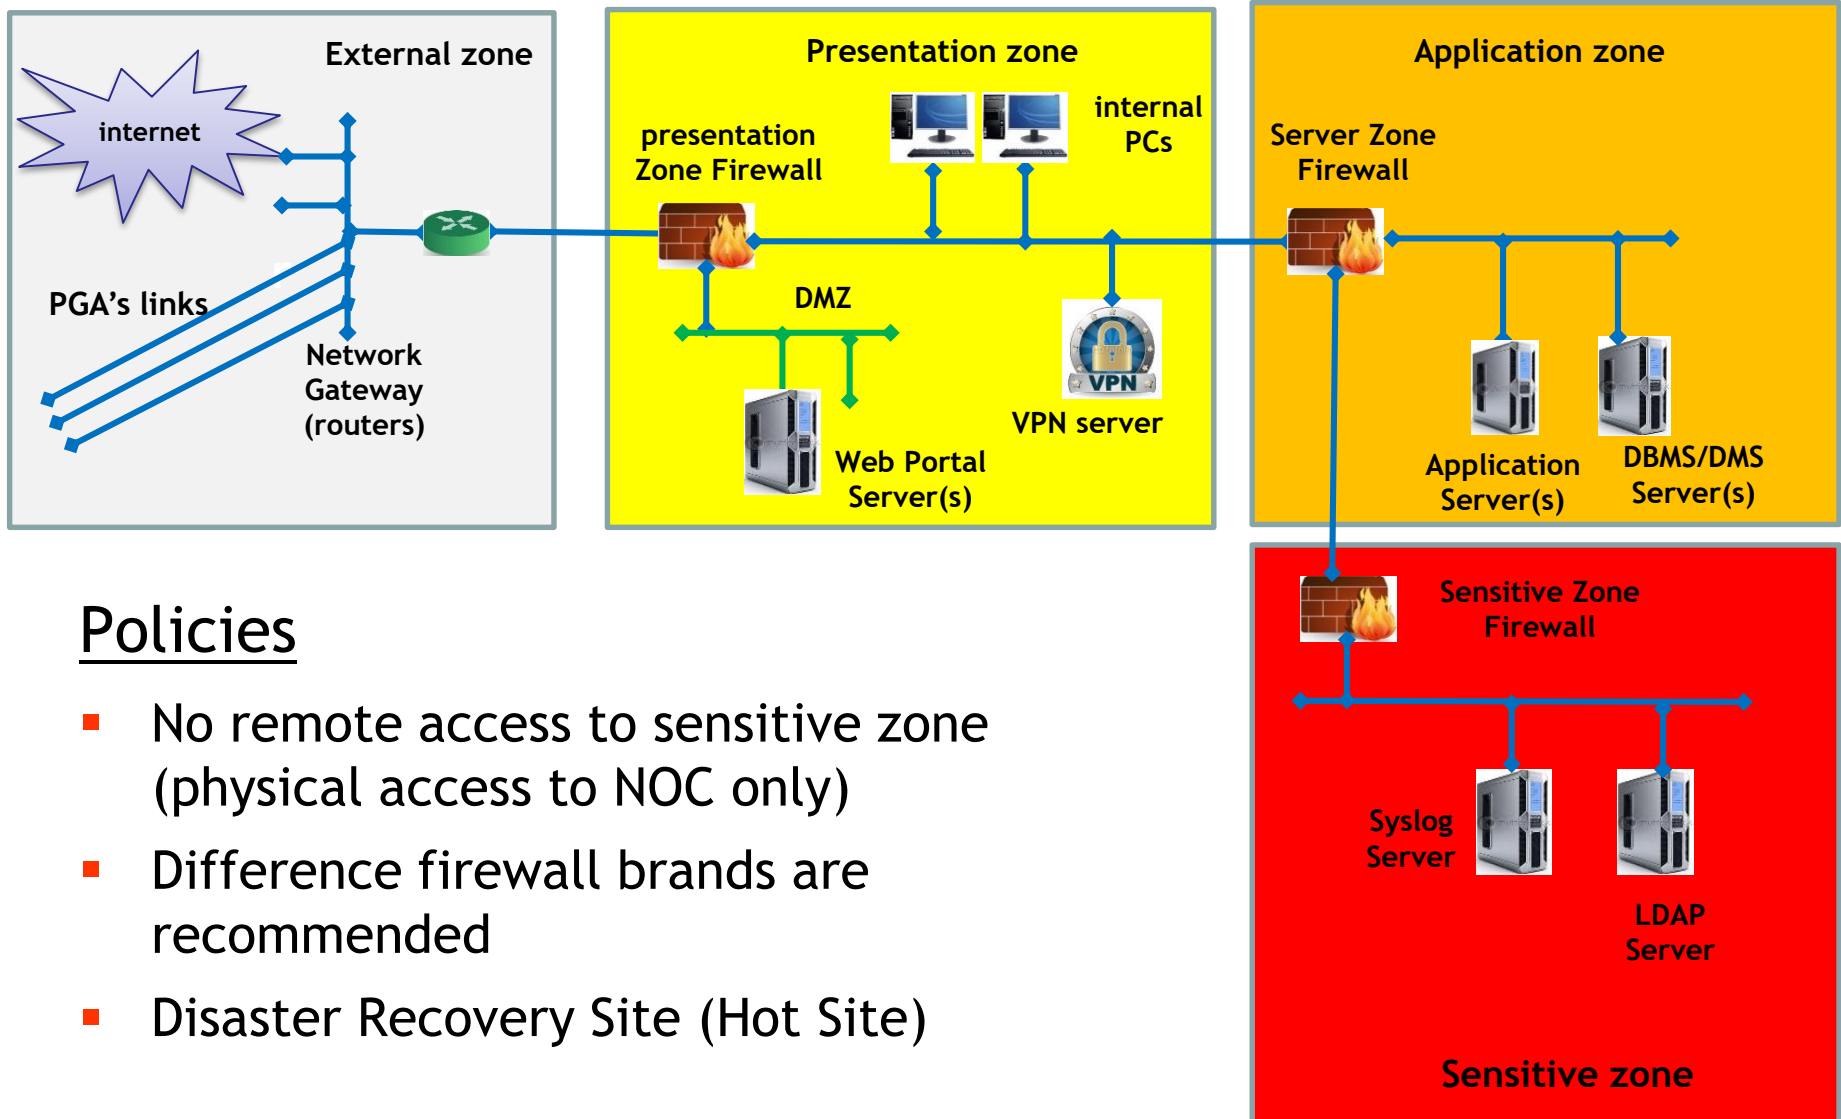 External zone
internet
PGA's links
Network
Gateway
(routers)
Presentation zone
presentation
Zone Firewall
internal
PCs
DMZ
VPN
VPN server
Web Portal
Server(s)
Application zone
Server Zone
Firewall
Application
Server(s)
DBMS/DMS
Server(s)
Sensitive Zone
Firewall
Syslog
Server
LDAP
Server
Sensitive zone
Policies
No remote access to sensitive zone
(physical access to NOC only)
Difference firewall brands are
recommended
Disaster Recovery Site (Hot Site)